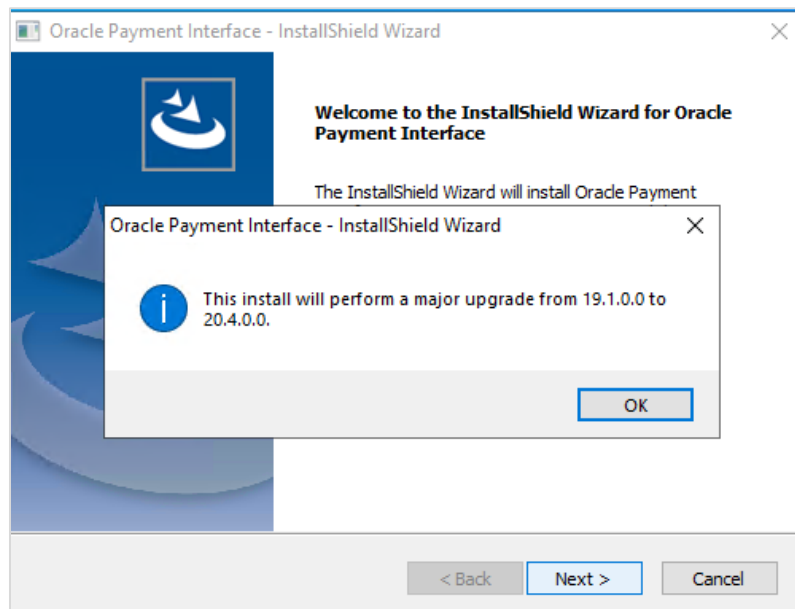 Oracle Payment Interface - InstallShield Wizard
Welcome to the InstallShield Wizard for Oracle
Payment Interface
The InstallShield Wizard will install Oracle Payment
Oracle Payment Interface - InstallShield Wizard
This install will perform a major upgrade from 19.1.0.0 to
20.4.0.0.
OK
< Back Next > Cancel